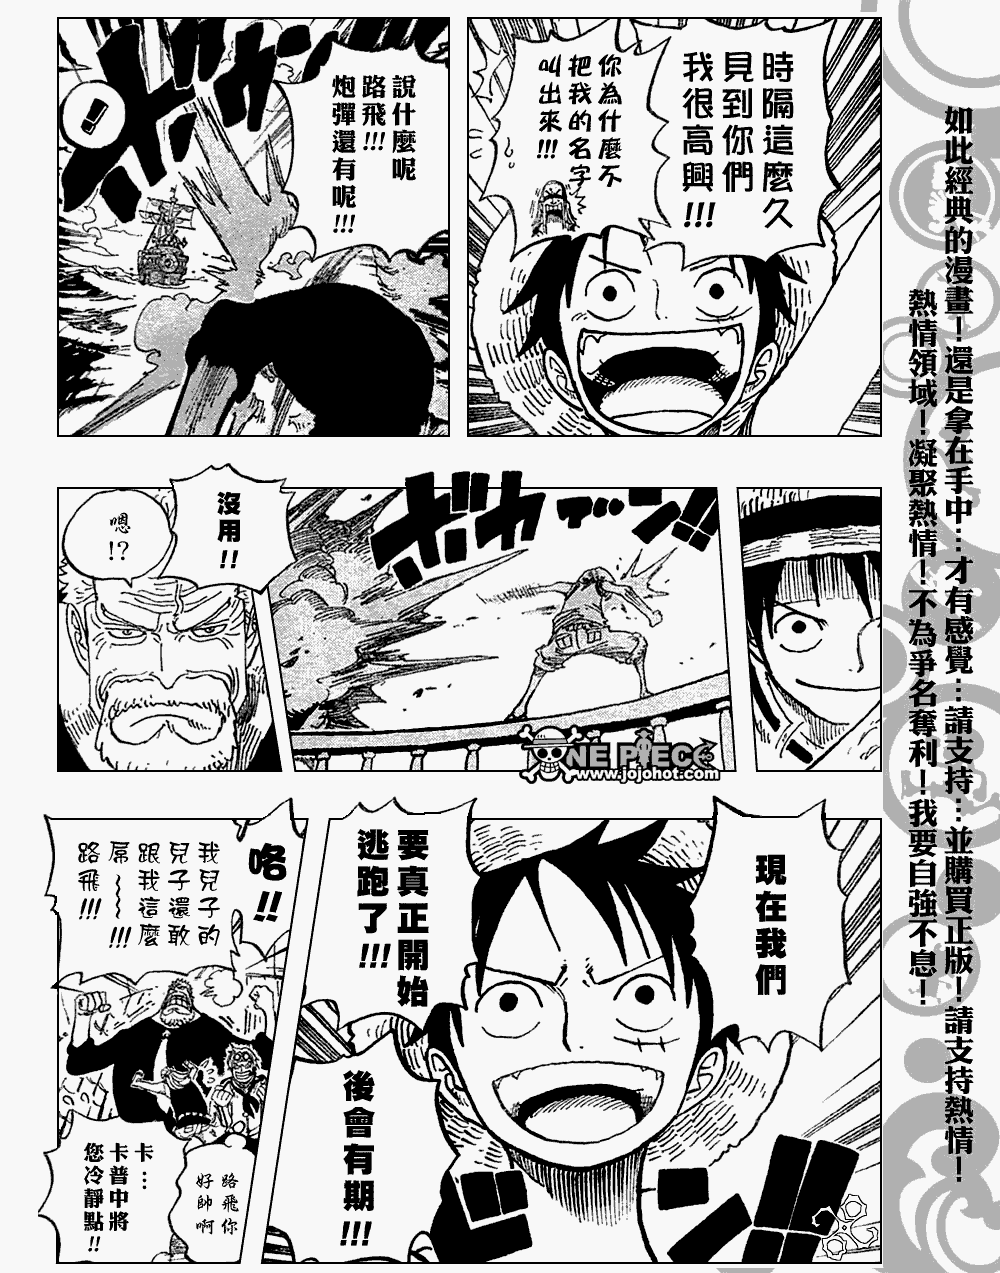 時隔這麼久
見到你們
我很高興
!!!
你為什麼不
把我的名字
叫出來!!!
說什麼呢
路飛!!!
炮彈還有呢!!!
!
沒用!!
嗯!?
ONE PIECE
www.jojohot.com
現在我們
要真正開始
逃跑了!!!
後會有期!!!
咯!!
我兒子的
兒子還敢
跟我這麼
屌~~!!!
路飛!!!
路飛你
好帥啊
卡…
卡普中將
您冷靜點!!
如此經典的漫畫!還是拿在手中…才有感覺…請支持…並購買正版!請支持熱情!
熱情領域!凝聚熱情!不為爭名奪利!我要自強不息!